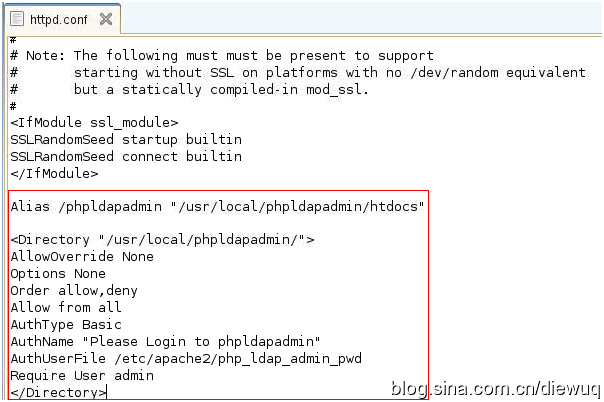 httpd.conf
#
# Note: The following must must be present to support
#       starting without SSL on platforms with no /dev/random equivalent
#       but a statically compiled-in mod_ssl.
#
<IfModule ssl_module>
SSLRandomSeed startup builtin
SSLRandomSeed connect builtin
</IfModule>
Alias /phpldapadmin "/usr/local/phpldapadmin/htdocs"
<Directory "/usr/local/phpldapadmin/">
AllowOverride None
Options None
Order allow,deny
Allow from all
AuthType Basic
AuthName "Please Login to phpldapadmin"
AuthUserFile /etc/apache2/php_ldap_admin_pwd
Require User admin
</Directory>
blog.sina.com.cn/diewuq